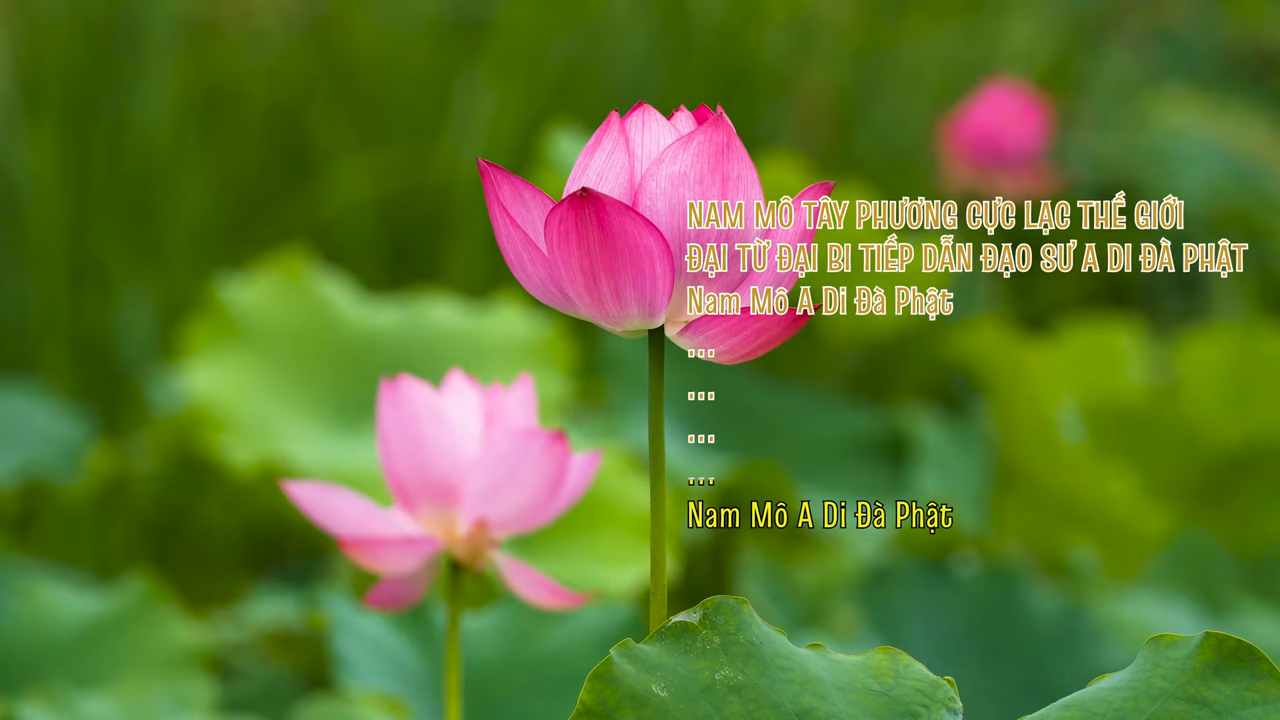 NAM MÔ TÂY PHƯƠNG CỰC LẠC THẾ GIỚI
ĐẠI TỪ ĐẠI BI TIẾP DẪN ĐẠO SƯ A DI ĐÀ PHẬT
Nam Mô A Di Đà Phật
...
...
...
...
Nam Mô A Di Đà Phật